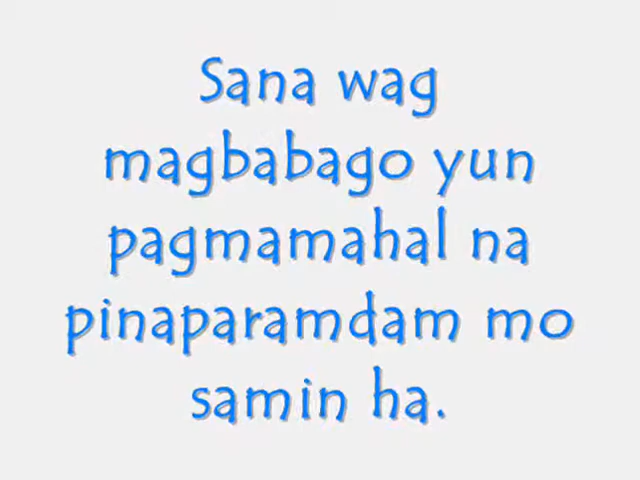 Sana wag
magbabago yun
pagmamahal na
pinaparamdam mo
samin ha.